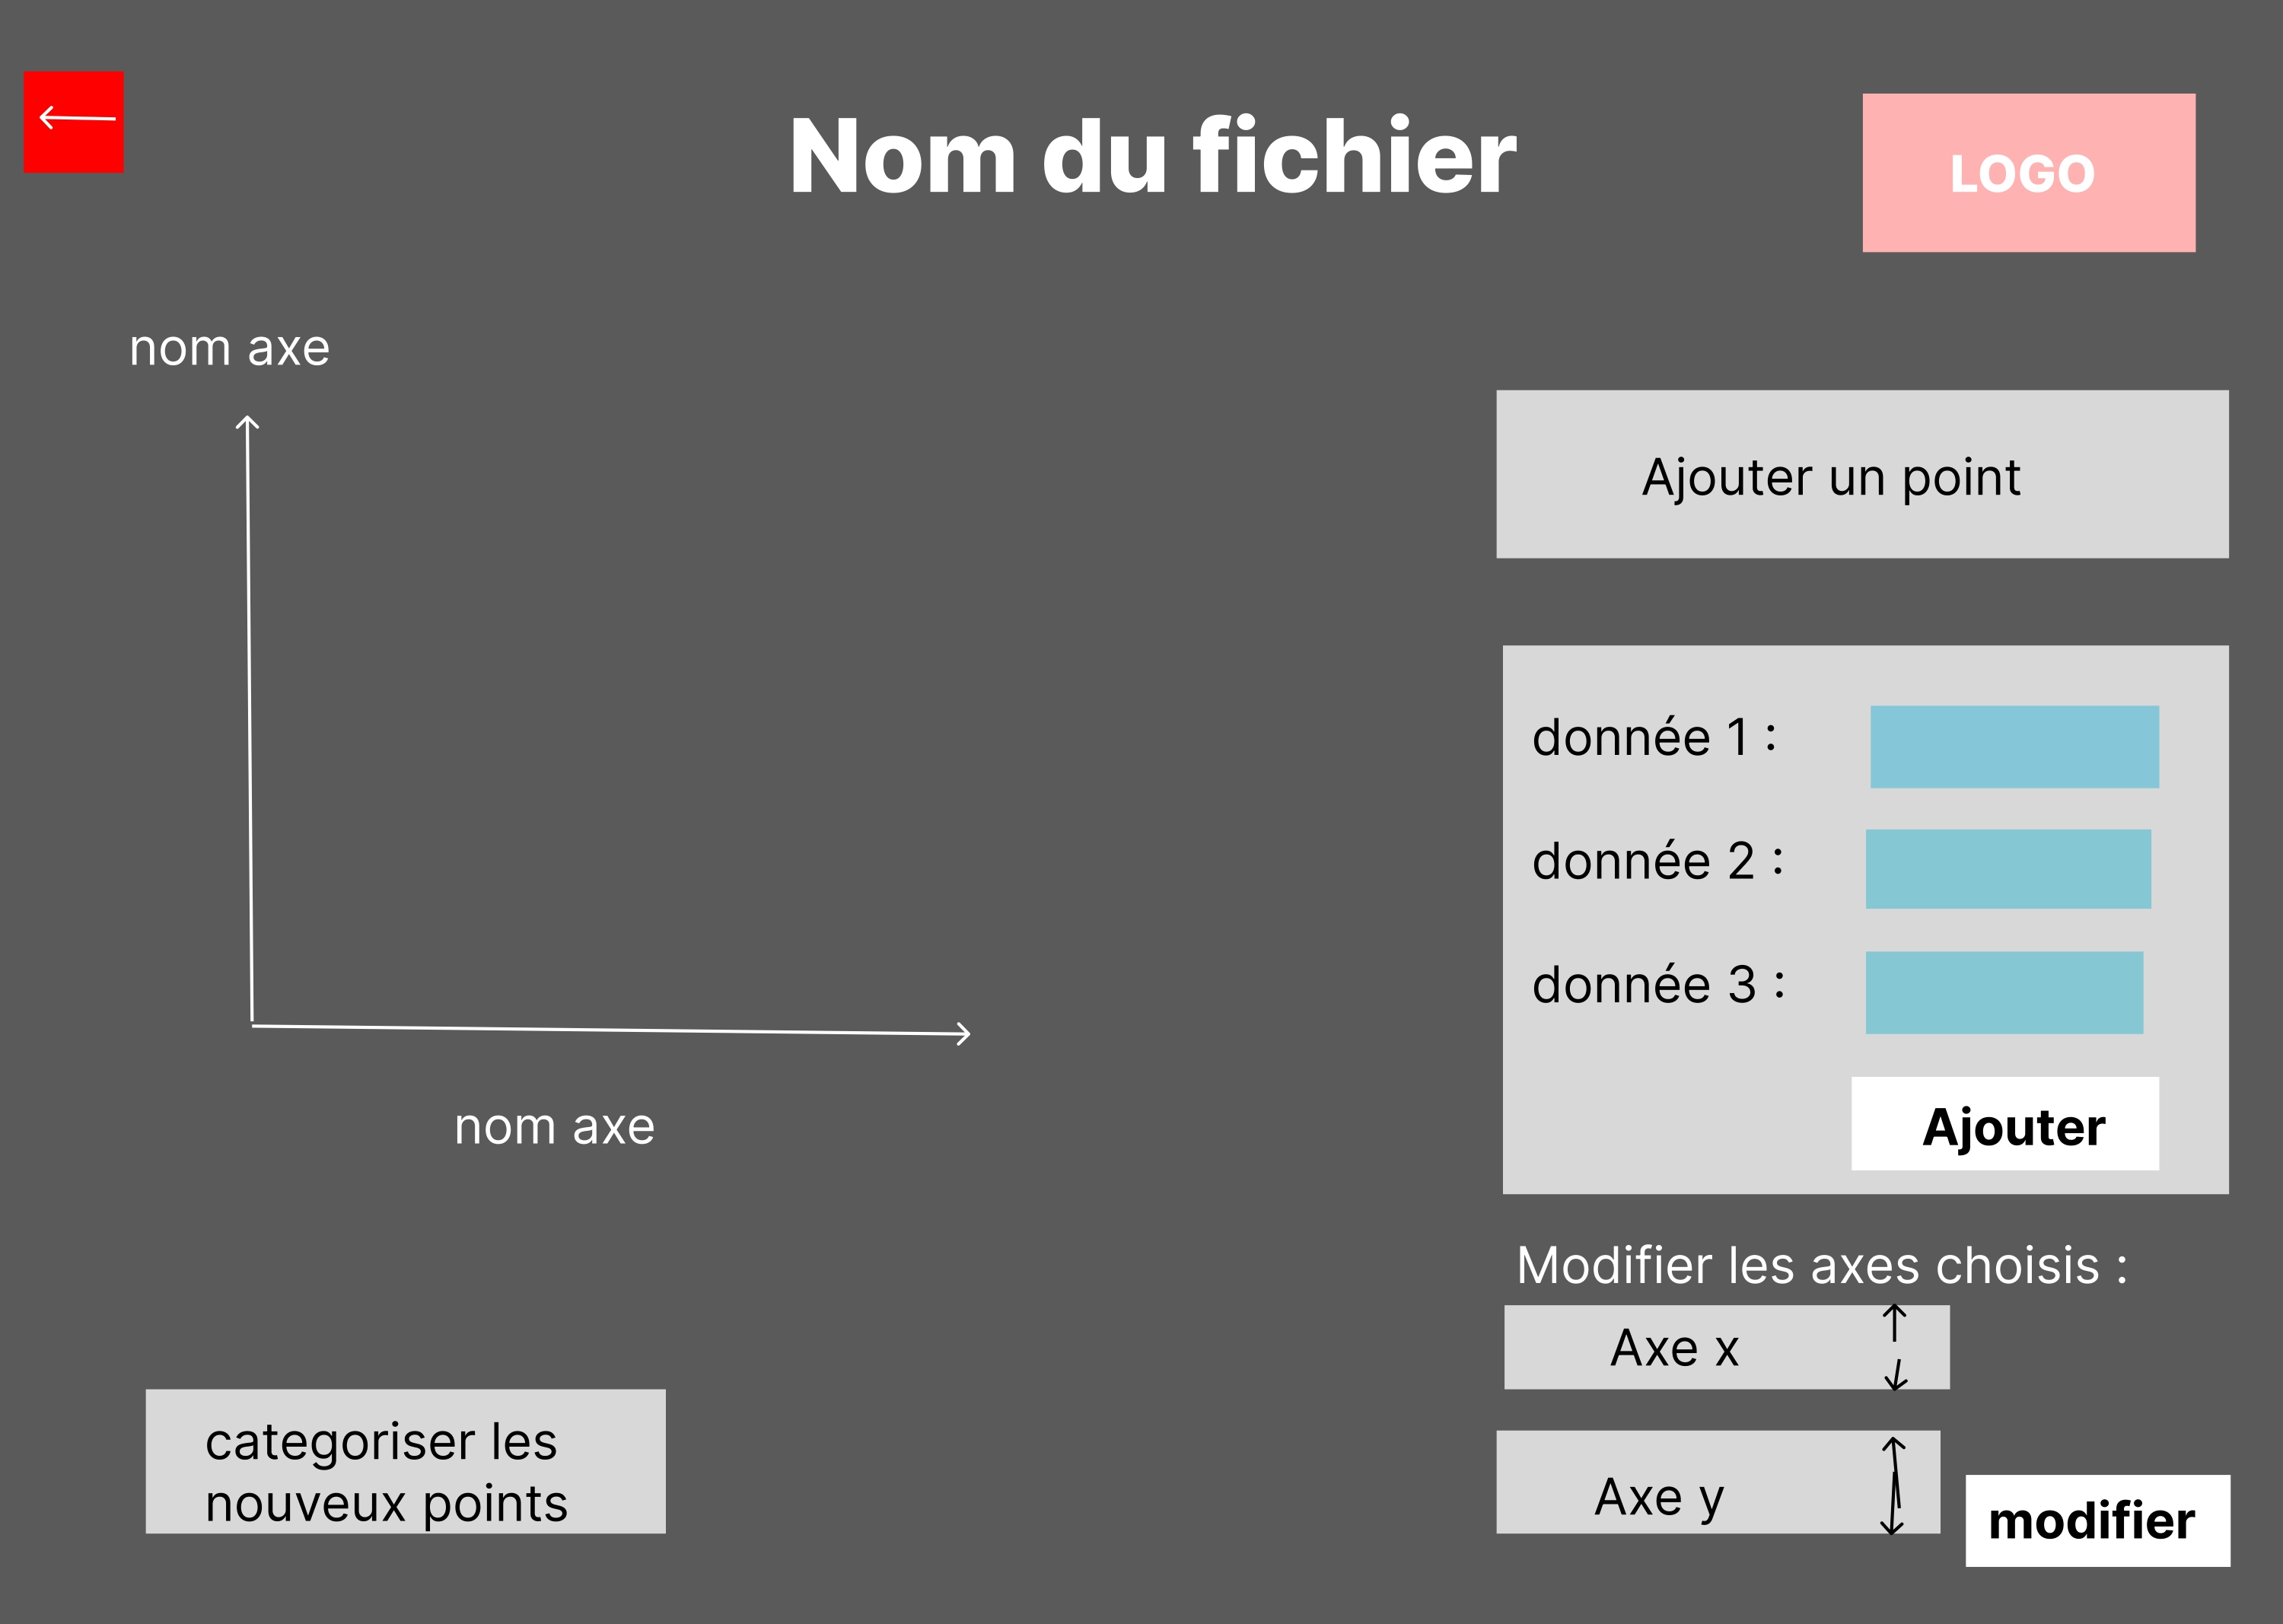 Nom du fichier
LOGO
nom axe
Ajouter un point
donnée 1 :
donnée 2 :
donnée 3 :
Ajouter
nom axe
Modifier les axes choisis :
Axe x
Axe y
modifier
categoriser les
nouveux points